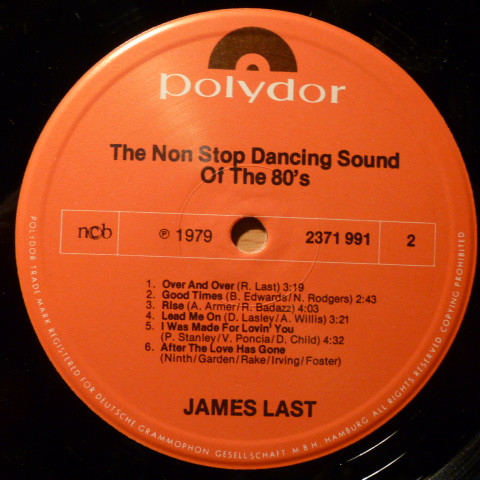 polydor
The Non Stop Dancing Sound
Of The 80's
ncb
℗ 1979
2371 991
2
1. Over And Over (R. Last) 3:19
2. Good Times (B. Edwards/N. Rodgers) 2:43
3. Rise (A. Armer/R. Badazz) 4:03
4. Lead Me On (D. Lasley/A. Willis) 3:21
5. I Was Made For Lovin' You
(P. Stanley/V. Poncia/D. Child) 4:32
6. After The Love Has Gone
(Ninth/Garden/Rake/Irving/Foster)
JAMES LAST
POLYDOR TRADE MARK REGISTERED FOR DEUTSCHE GRAMMOPHON GESELLSCHAFT M B H, HAMBURG ALL RIGHTS RESERVED COPYING PROHIBITED